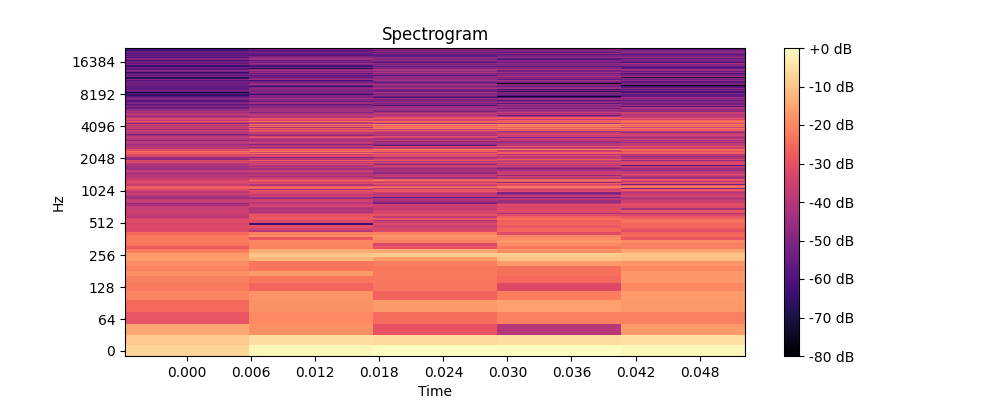 Spectrogram
Hz
16384
8192
4096
2048
1024
512
256
128
64
0
0.000 0.006 0.012 0.018 0.024 0.030 0.036 0.042 0.048
Time
+0 dB
-10 dB
-20 dB
-30 dB
-40 dB
-50 dB
-60 dB
-70 dB
-80 dB